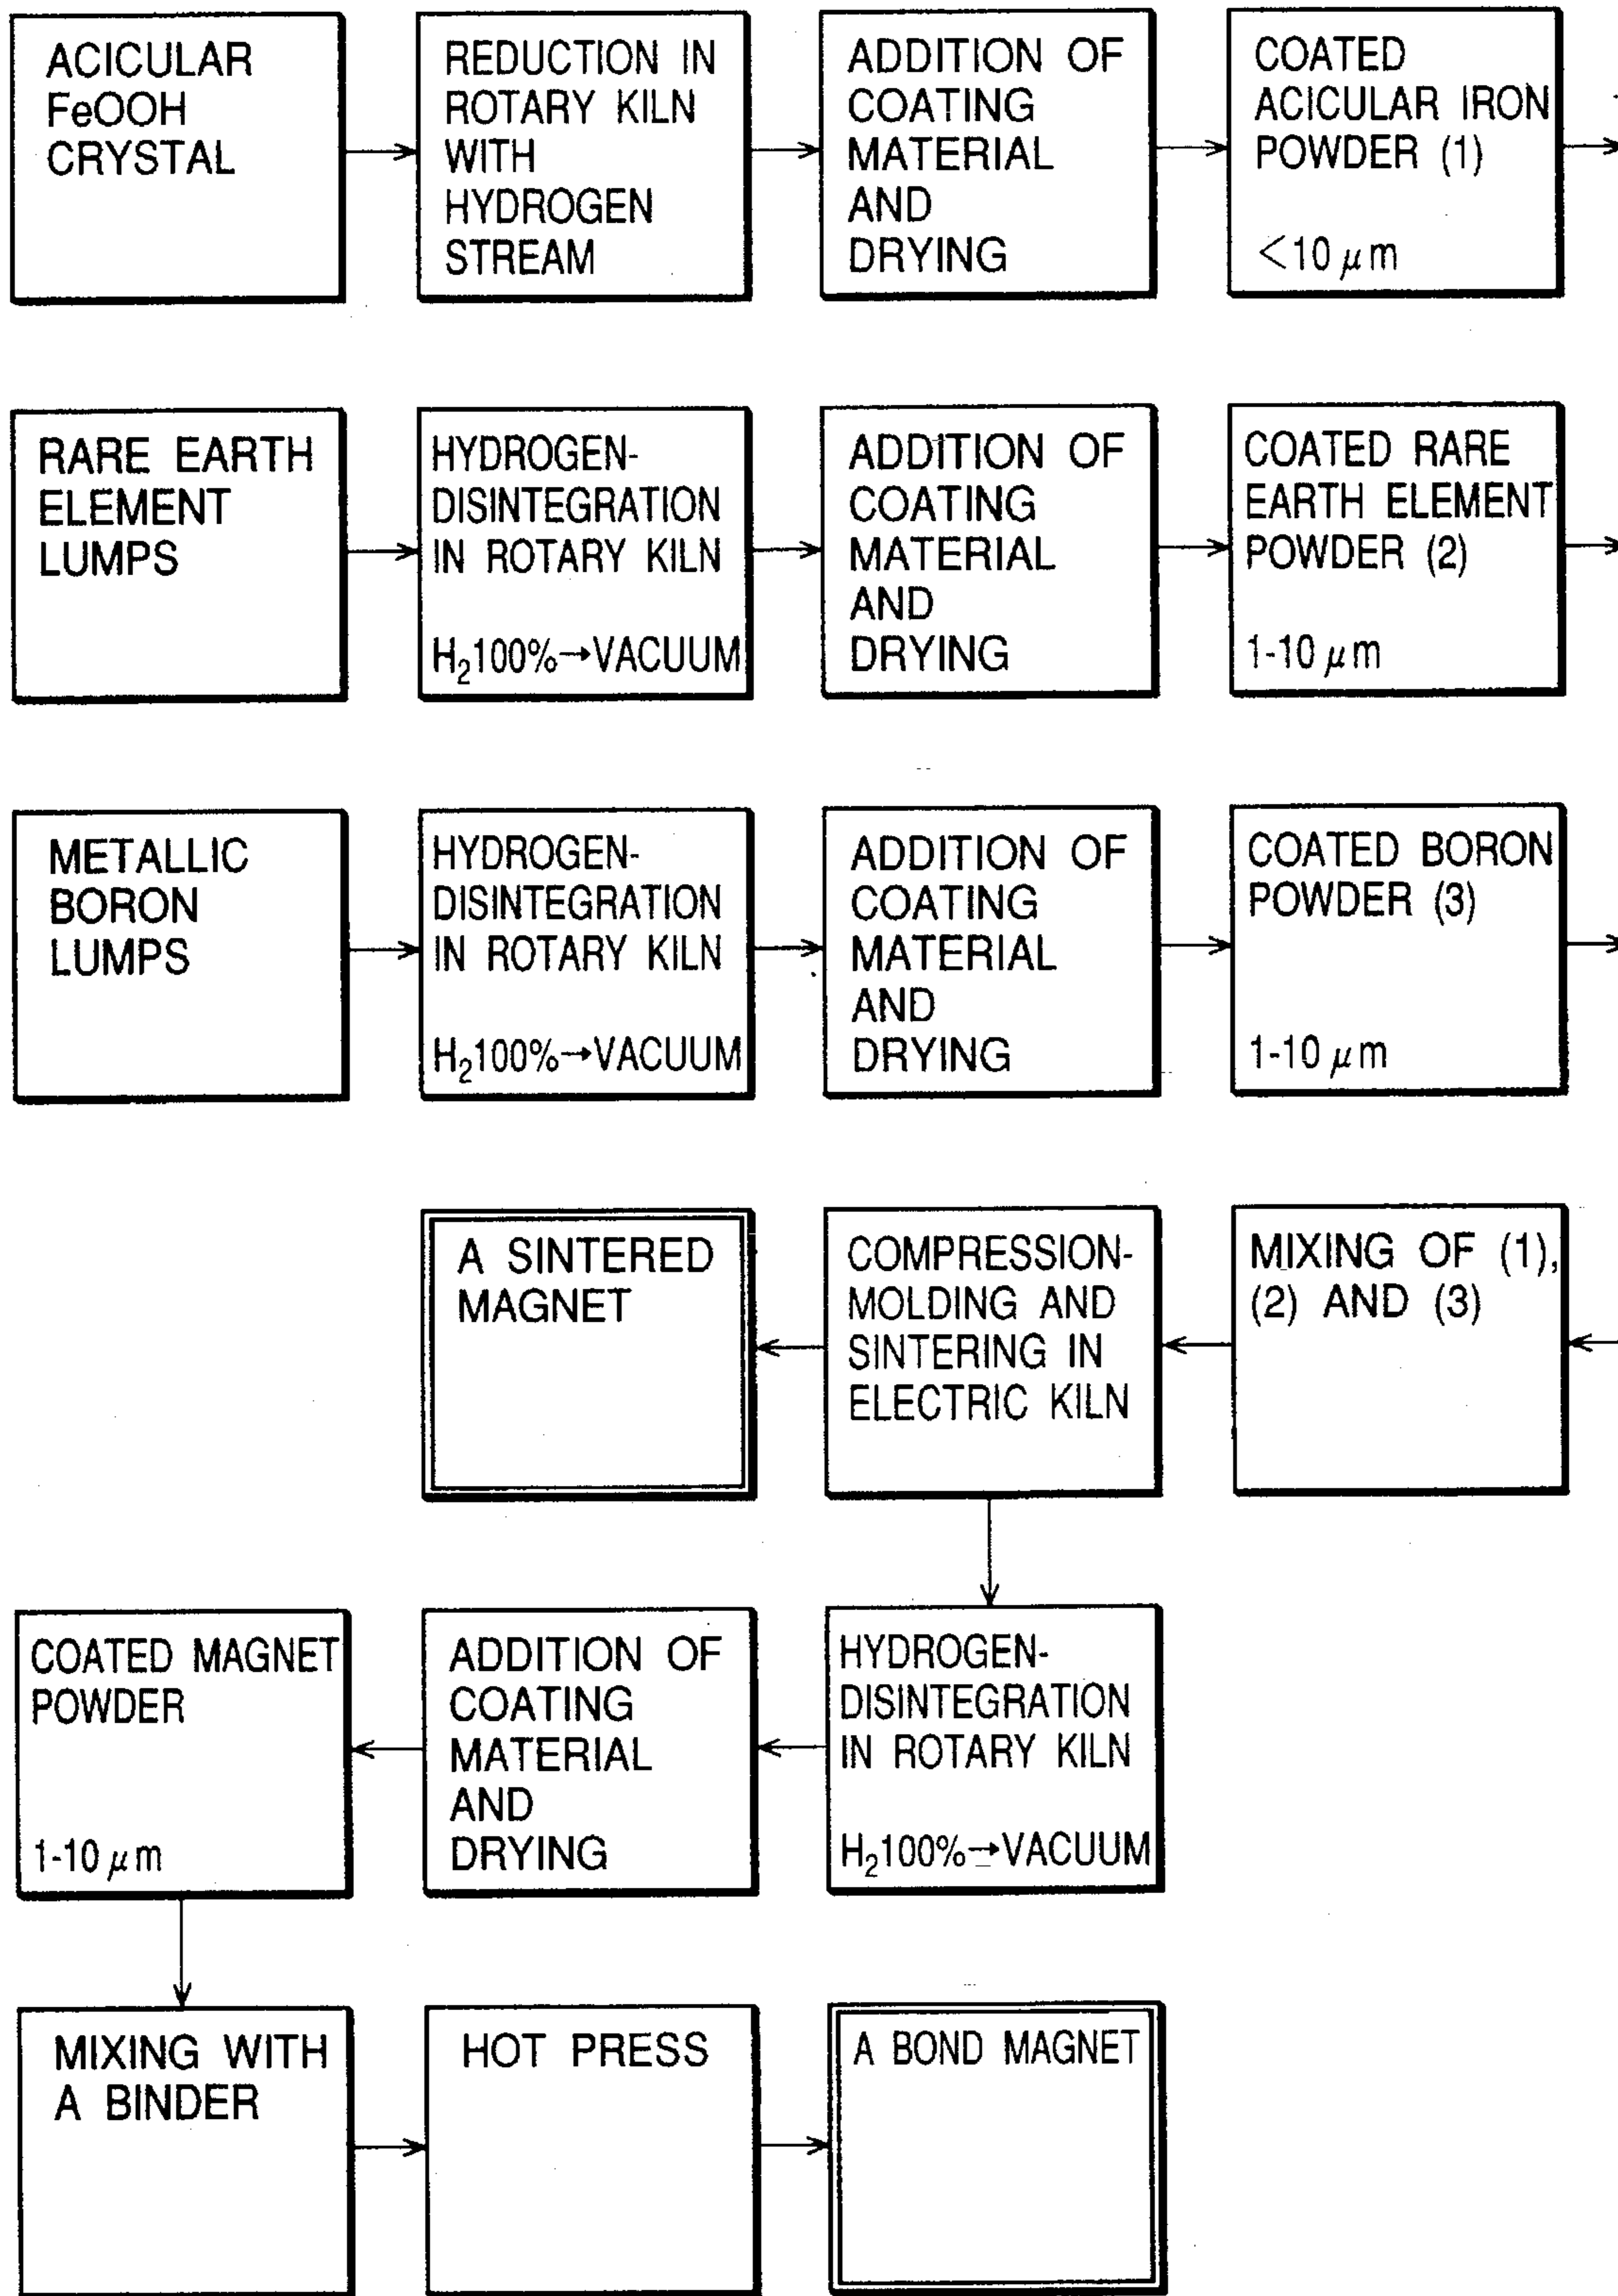 ACICULAR
FeOOH
CRYSTAL
REDUCTION IN
ROTARY KILN
WITH
HYDROGEN
STREAM
ADDITION OF
COATING
MATERIAL
AND
DRYING
COATED
ACICULAR IRON
POWDER (1)
<10 μm
RARE EARTH
ELEMENT
LUMPS
HYDROGEN-
DISINTEGRATION
IN ROTARY KILN
H₂100%→VACUUM
ADDITION OF
COATING
MATERIAL
AND
DRYING
COATED RARE
EARTH ELEMENT
POWDER (2)
1-10 μm
METALLIC
BORON
LUMPS
HYDROGEN-
DISINTEGRATION
IN ROTARY KILN
H₂100%→VACUUM
ADDITION OF
COATING
MATERIAL
AND
DRYING
COATED BORON
POWDER (3)
1-10 μm
A SINTERED
MAGNET
COMPRESSION-
MOLDING AND
SINTERING IN
ELECTRIC KILN
MIXING OF (1),
(2) AND (3)
COATED MAGNET
POWDER
1-10 μm
ADDITION OF
COATING
MATERIAL
AND
DRYING
HYDROGEN-
DISINTEGRATION
IN ROTARY KILN
H₂100%→VACUUM
MIXING WITH
A BINDER
HOT PRESS
A BOND MAGNET